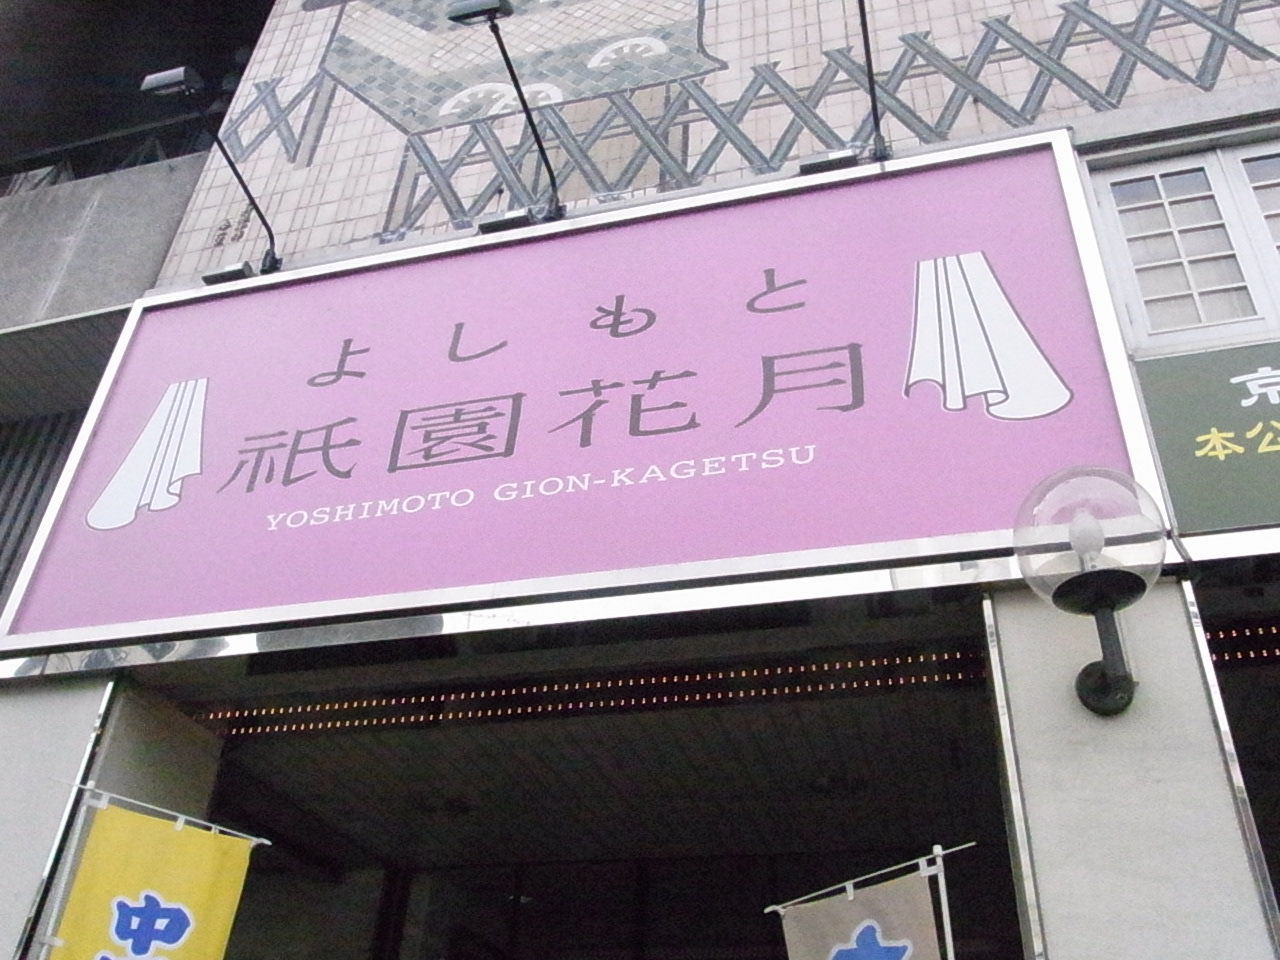 よしもと
祇園花月
YOSHIMOTO GION-KAGETSU
京
本公
中